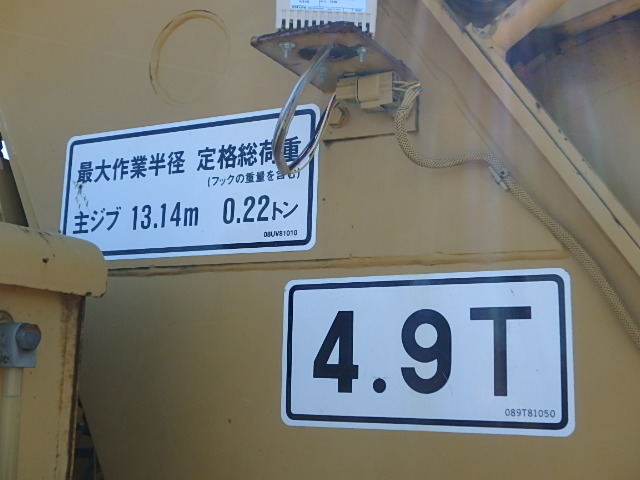 最大作業半径 定格総荷重
(フックの重量を含む)
主ジブ 13.14m 0.22トン
08UV81010
4.9T
089T81050